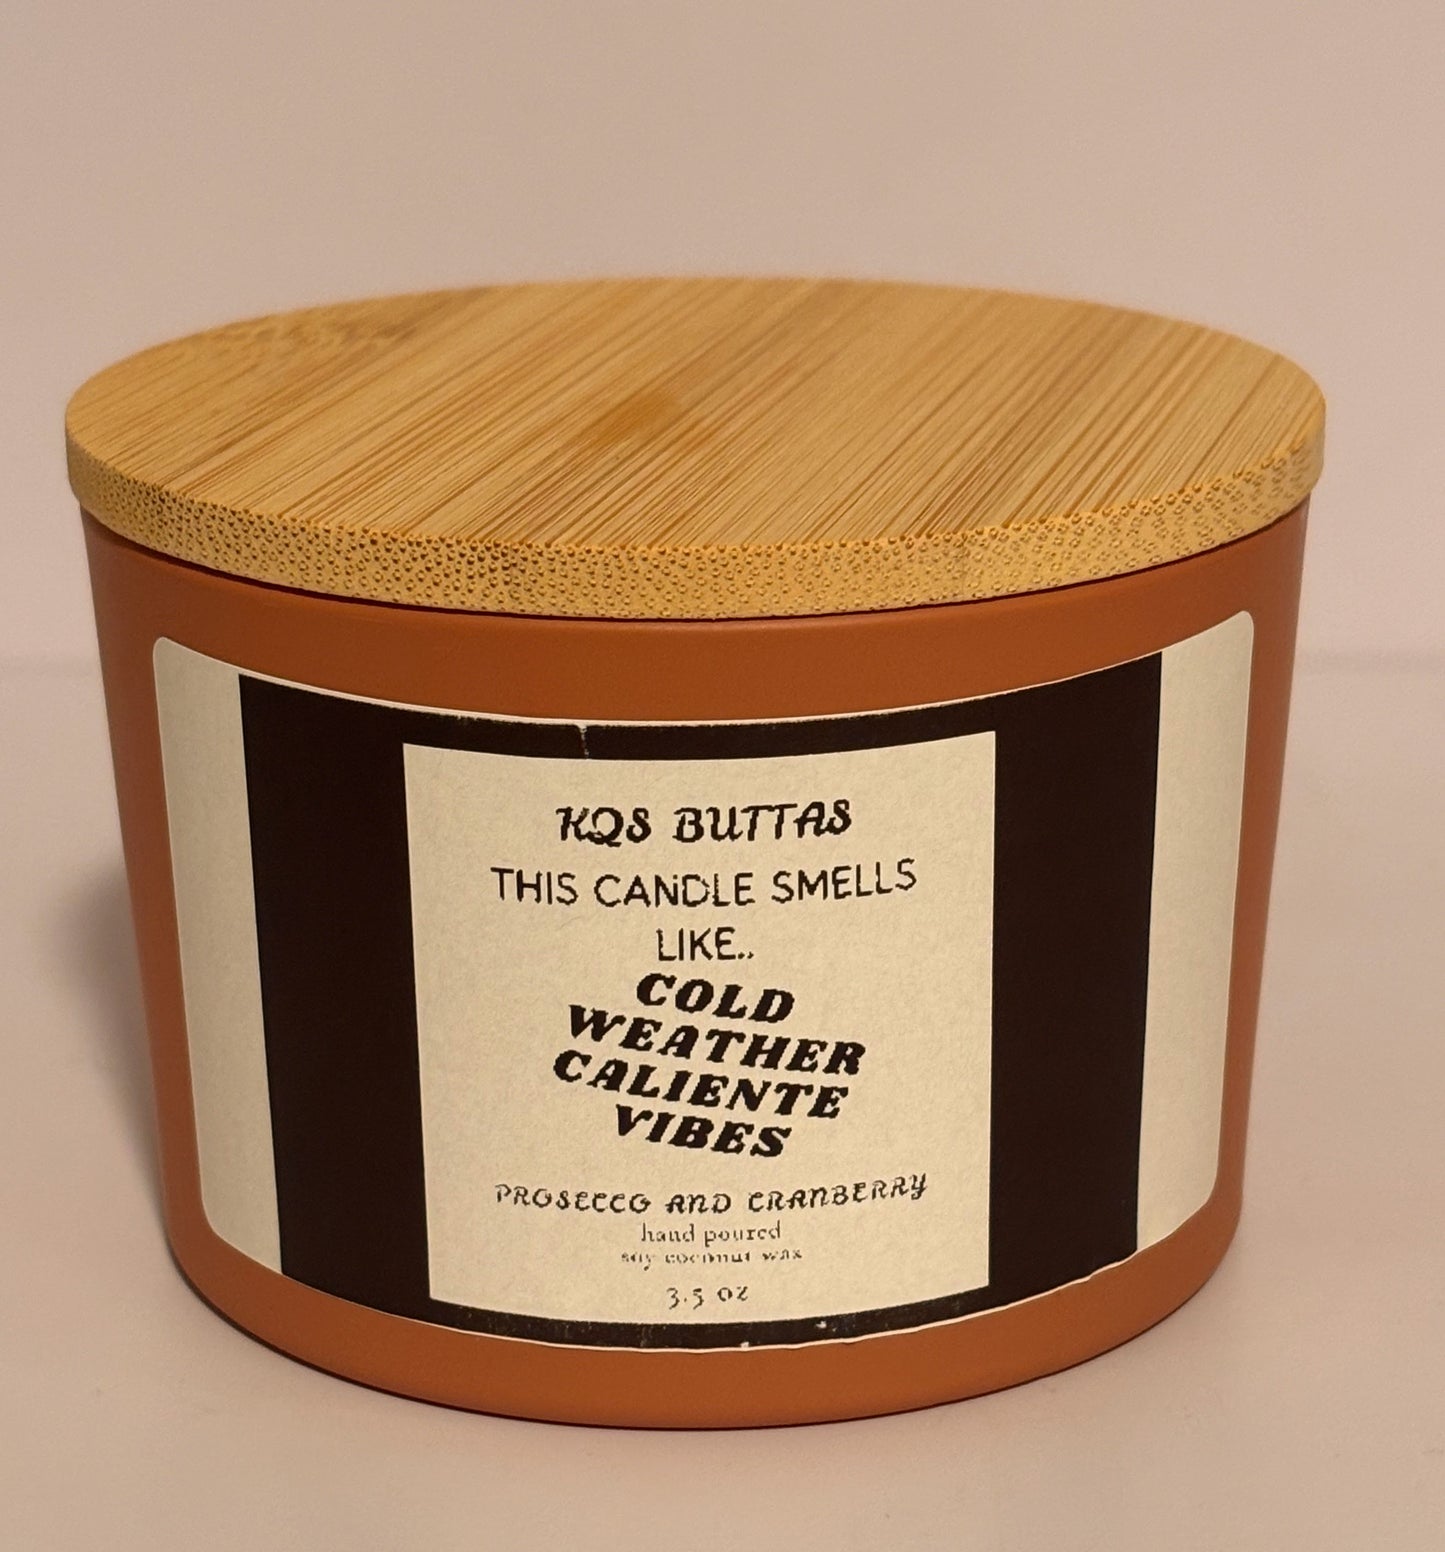 KQS BUTTAS
THIS CANDLE SMELLS
LIKE..
COLD
WEATHER
CALIENTE
VIBES
PROSECCO AND CRANBERRY
hand poured
soy coconut wax
3.5 oz